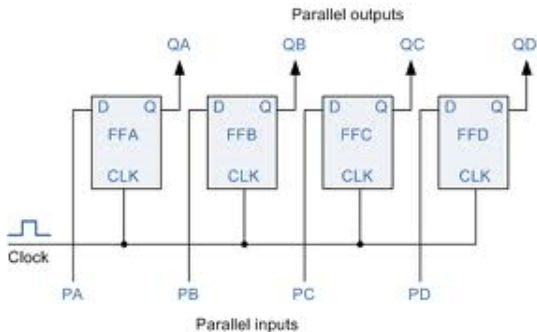 Parallel outputs
QA QB QC QD
D Q D Q D Q D Q
FFA FFB FFC FFD
CLK CLK CLK CLK
Clock
PA PB PC PD
Parallel inputs